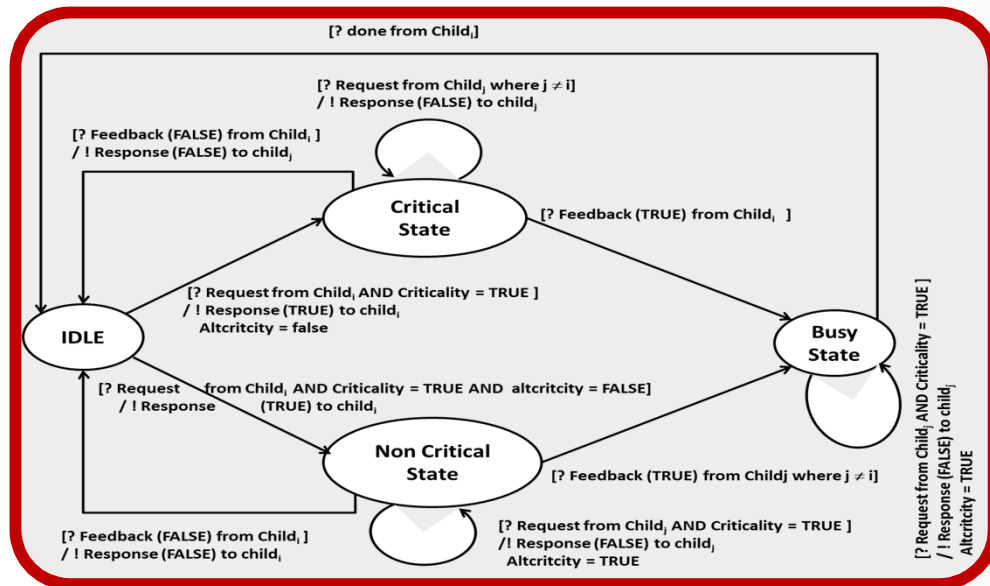 [? done from Childᵢ]
[? Request from Childⱼ where j ≠ i]
/ ! Response (FALSE) to childⱼ
[? Feedback (FALSE) from Childᵢ ]
/ ! Response (FALSE) to childⱼ
Critical
State
[? Feedback (TRUE) from Childᵢ ]
[? Request from Childᵢ AND Criticality = TRUE ]
/ ! Response (TRUE) to childᵢ
Altcritcity = false
IDLE
Busy
State
[? Request from Childᵢ AND Criticality = TRUE AND altcritcity = FALSE]
/ ! Response (TRUE) to childᵢ
Non Critical
State
[? Feedback (TRUE) from Childj where j ≠ i]
[? Feedback (FALSE) from Childᵢ ]
/ ! Response (FALSE) to childᵢ
[? Request from Childⱼ AND Criticality = TRUE ]
/! Response (FALSE) to childⱼ
Altcritcity = TRUE
[? Request from Childⱼ AND Criticality = TRUE ]
/ ! Response (FALSE) to childⱼ
Altcritcity = TRUE